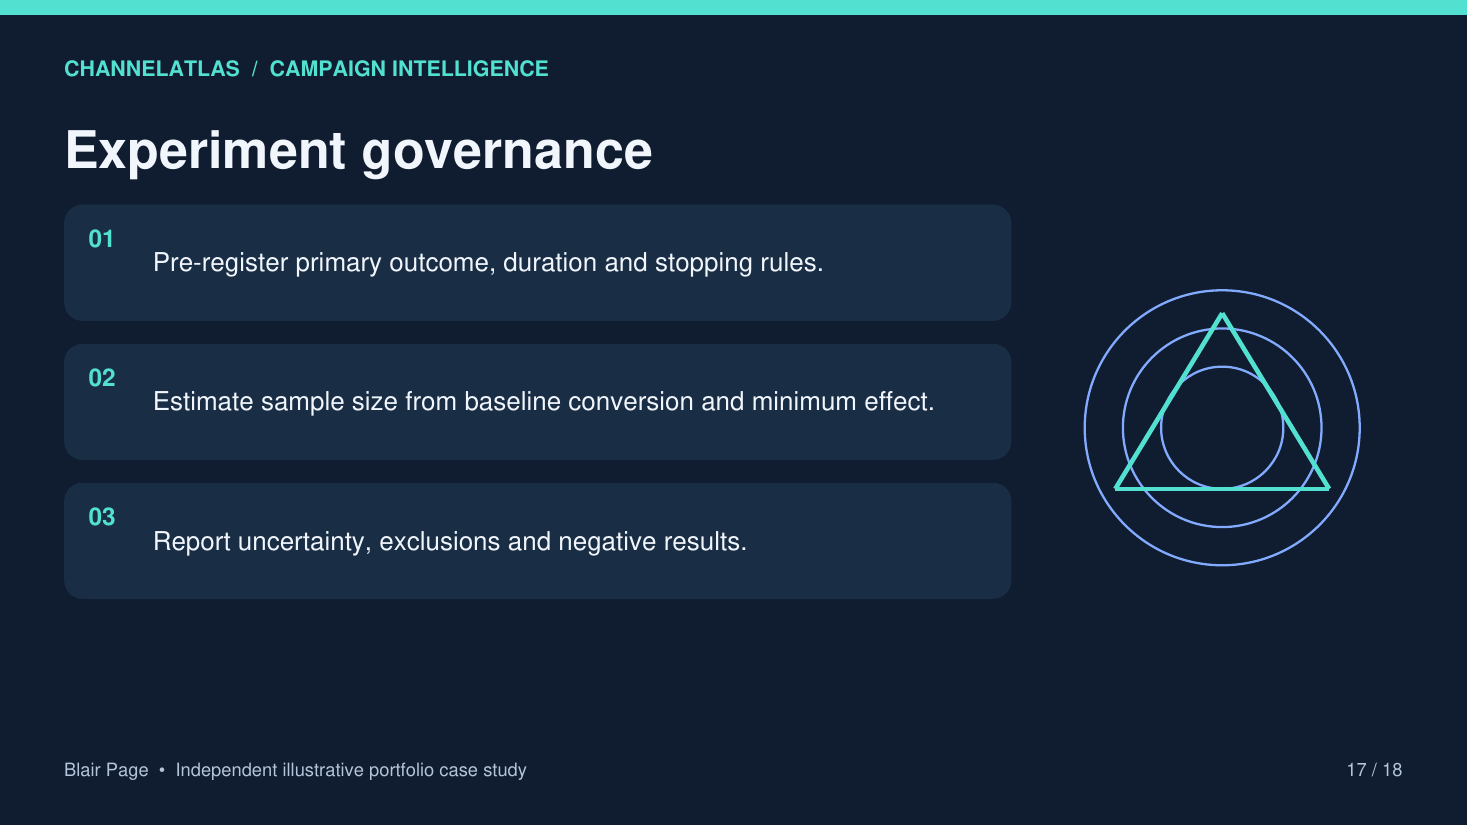 CHANNELATLAS / CAMPAIGN INTELLIGENCE
Experiment governance
01
Pre-register primary outcome, duration and stopping rules.
02
Estimate sample size from baseline conversion and minimum effect.
03
Report uncertainty, exclusions and negative results.
Blair Page • Independent illustrative portfolio case study
17 / 18